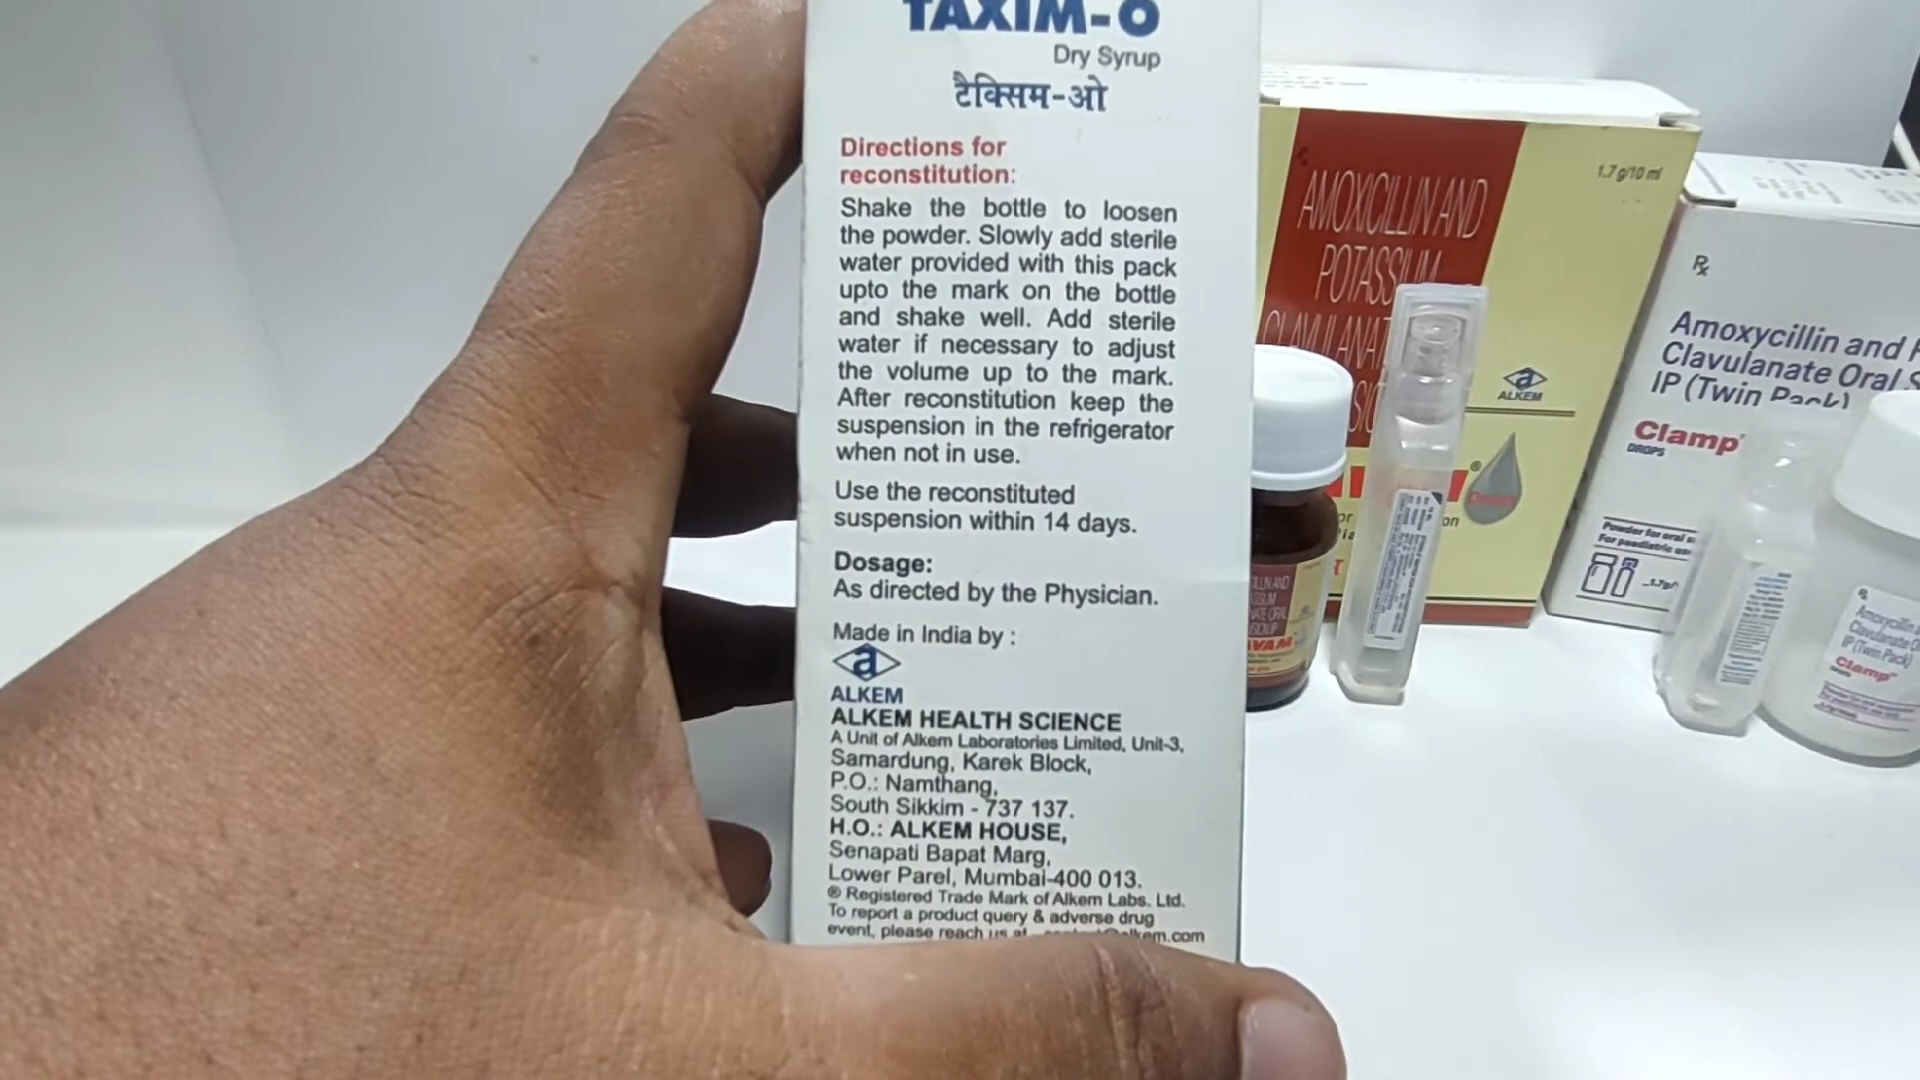 TAXIM-O
Dry Syrup
टैक्सिम-ओ
Directions for
reconstitution:
Shake the bottle to loosen
the powder. Slowly add sterile
water provided with this pack
upto the mark on the bottle
and shake well. Add sterile
water if necessary to adjust
the volume up to the mark.
After reconstitution keep the
suspension in the refrigerator
when not in use.
Use the reconstituted
suspension within 14 days.
Dosage:
As directed by the Physician.
Made in India by :
a
ALKEM
ALKEM HEALTH SCIENCE
A Unit of Alkem Laboratories Limited, Unit-3,
Samardung, Karek Block,
P.O.: Namthang,
South Sikkim - 737 137.
H.O.: ALKEM HOUSE,
Senapati Bapat Marg,
Lower Parel, Mumbai-400 013.
® Registered Trade Mark of Alkem Labs. Ltd.
To report a product query & adverse drug
event, please reach us at
1.7 g/10 ml
AMOXICILLIN AND
POTASSIUM
a
ALKEM
Rx
Amoxycillin and
Clavulanate Oral
IP (Twin Pack)
Clamp
DROPS
Powder for oral
For paediatric use
Rx
Amoxycillin
Clavulanate
IP (Twin Pack)
Clamp